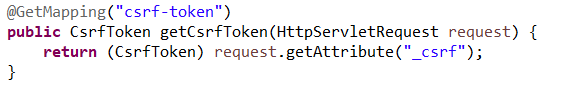 @GetMapping("csrf-token")
public CsrfToken getCsrfToken(HttpServletRequest request) {
    return (CsrfToken) request.getAttribute("_csrf");
}